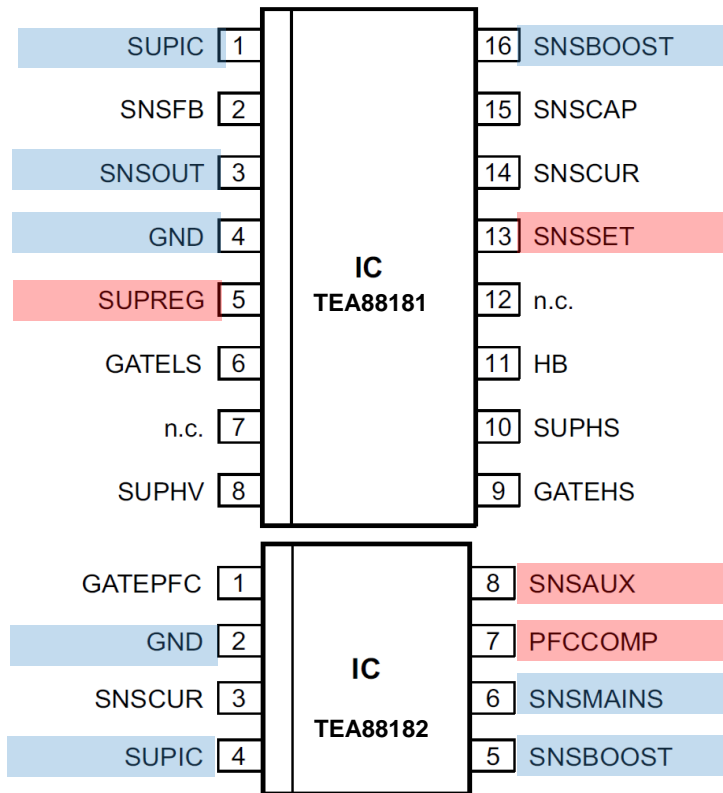 SUPIC 1 16 SNSBOOST
SNSFB 2 15 SNSCAP
SNSOUT 3 14 SNSCUR
GND 4 13 SNSSET
IC
SUPREG 5 TEA88181 12 n.c.
GATELS 6 11 HB
n.c. 7 10 SUPHS
SUPHV 8 9 GATEHS
GATEPFC 1 8 SNSAUX
GND 2 7 PFCCOMP
IC
SNSCUR 3 6 SNSMAINS
TEA88182
SUPIC 4 5 SNSBOOST